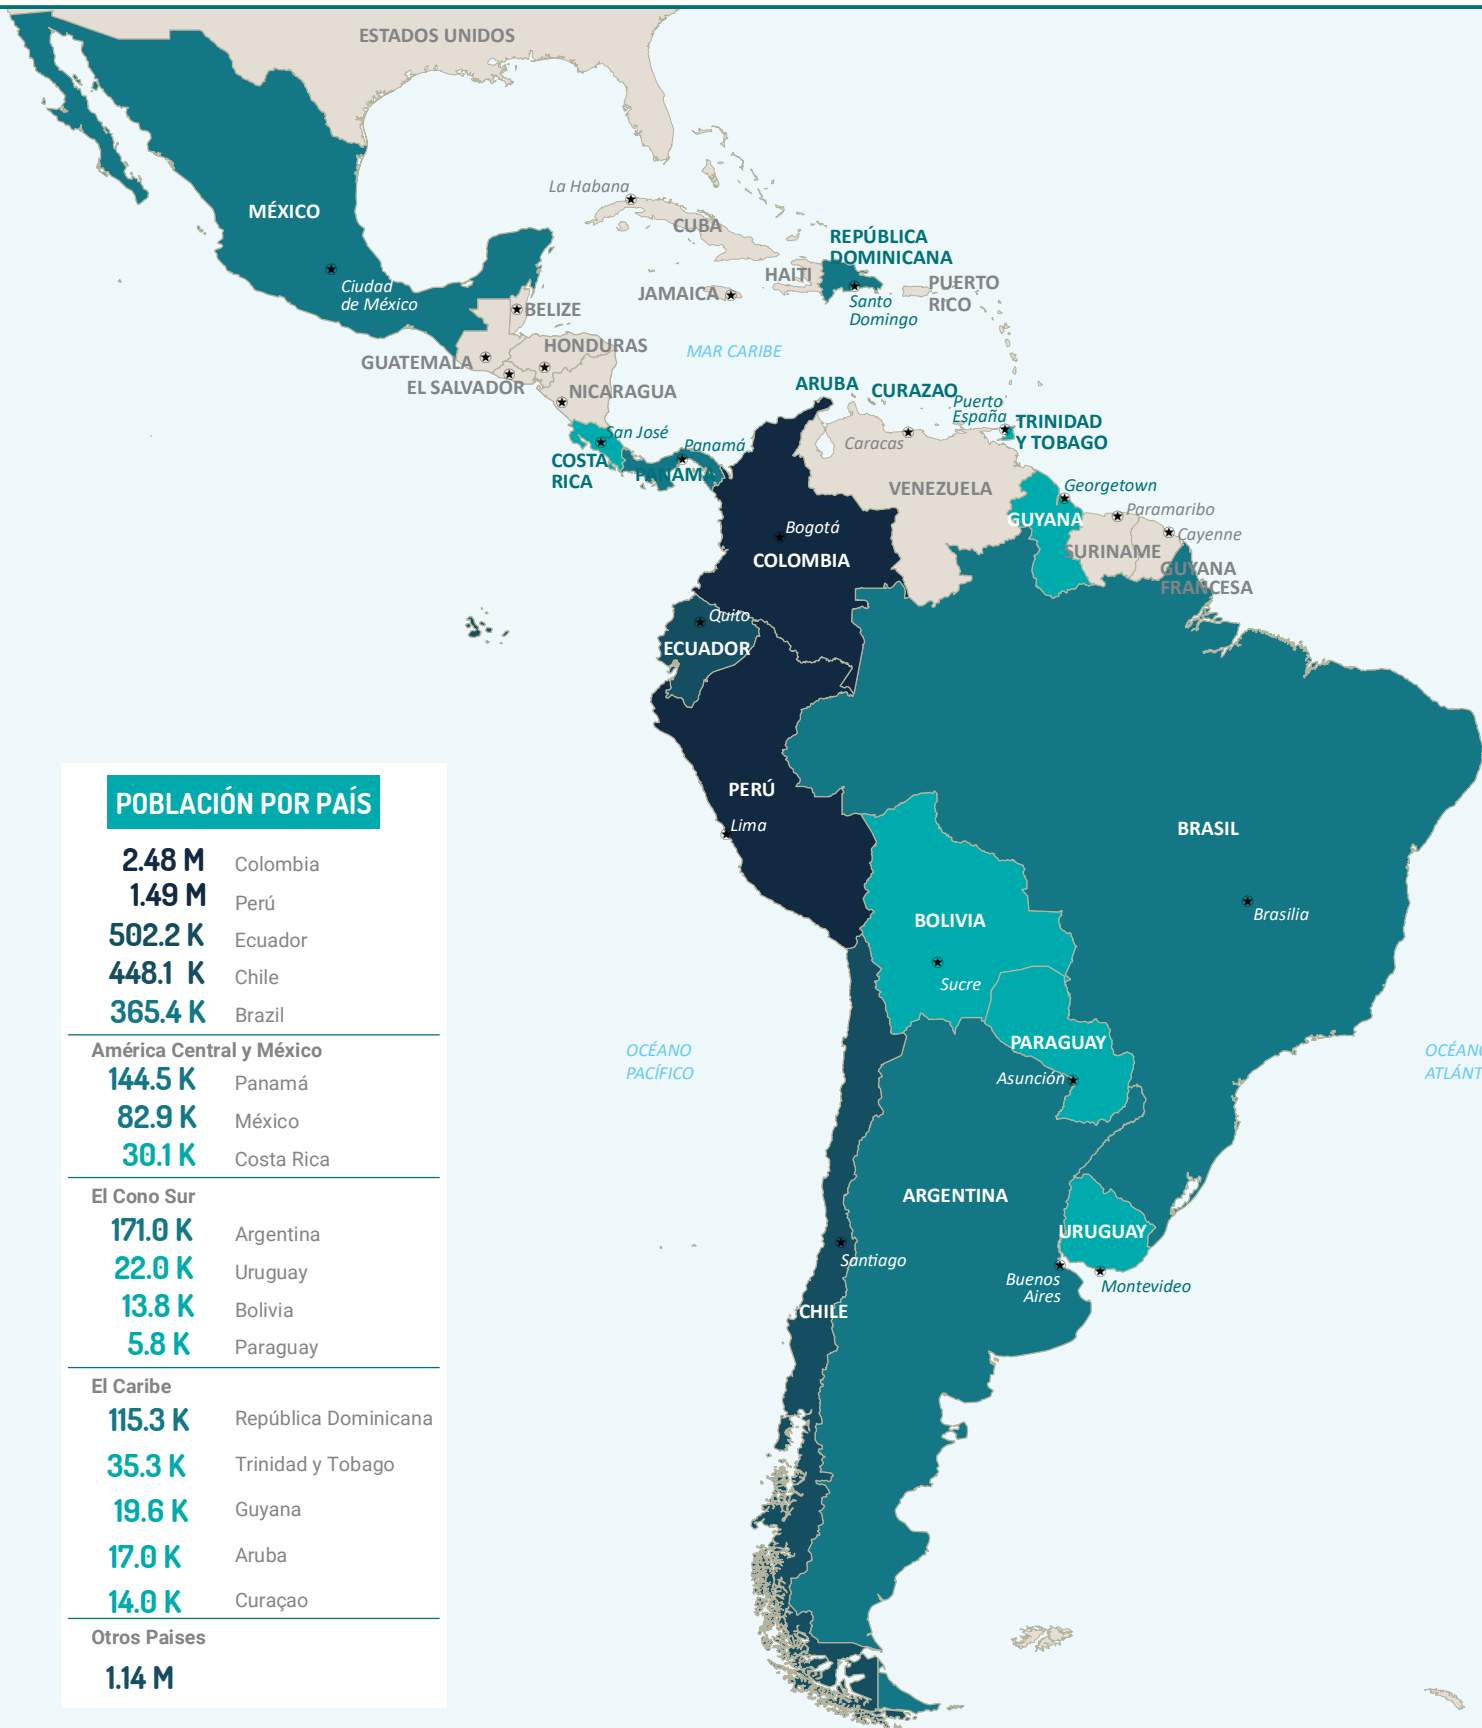 ESTADOS UNIDOS
La Habana
MÉXICO
CUBA
REPÚBLICA
DOMINICANA
HAITI
Ciudad
de México
JAMAICA
PUERTO
RICO
Santo
Domingo
BELIZE
HONDURAS
MAR CARIBE
GUATEMALA
EL SALVADOR
NICARAGUA
ARUBA
CURAZAO
Puerto
España
TRINIDAD
Y TOBAGO
San José
Panamá
Caracas
COSTA
RICA
PANAMÁ
VENEZUELA
Georgetown
GUYANA
Paramaribo
Bogotá
Cayenne
COLOMBIA
SURINAME
GUYANA
FRANCESA
Quito
ECUADOR
PERÚ
Lima
BRASIL
Brasilia
BOLIVIA
Sucre
PARAGUAY
Asunción
OCÉANO
PACÍFICO
OCÉANO
ATLÁNT
ARGENTINA
URUGUAY
Santiago
Buenos
Aires
Montevideo
CHILE
POBLACIÓN POR PAÍS
2.48 M Colombia
1.49 M Perú
502.2 K Ecuador
448.1 K Chile
365.4 K Brazil
América Central y México
144.5 K Panamá
82.9 K México
30.1 K Costa Rica
El Cono Sur
171.0 K Argentina
22.0 K Uruguay
13.8 K Bolivia
5.8 K Paraguay
El Caribe
115.3 K República Dominicana
35.3 K Trinidad y Tobago
19.6 K Guyana
17.0 K Aruba
14.0 K Curaçao
Otros Paises
1.14 M